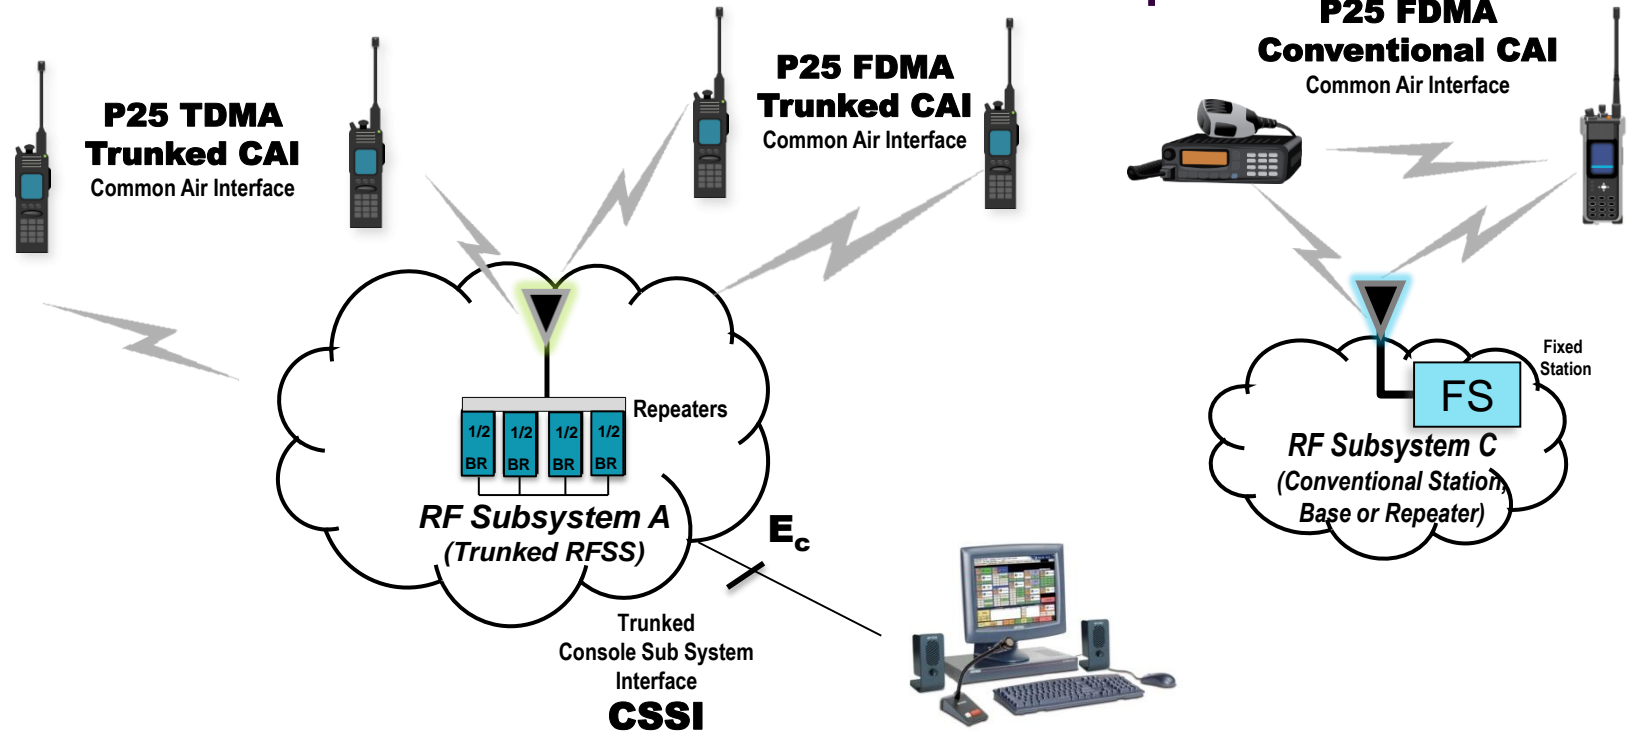 P25 TDMA
Trunked CAI
Common Air Interface
P25 FDMA
Trunked CAI
Common Air Interface
P25 FDMA
Conventional CAI
Common Air Interface
Repeaters
1/2 1/2 1/2 1/2
BR BR BR BR
RF Subsystem A
(Trunked RFSS)
Ec
Trunked
Console Sub System
Interface
CSSI
Fixed
Station
FS
RF Subsystem C
(Conventional Station,
Base or Repeater)